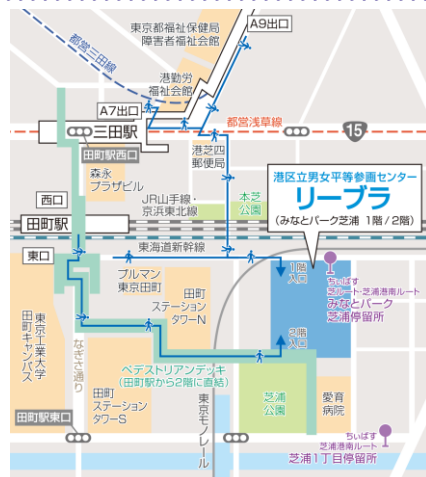 A9出口
東京都福祉保健局
障害者福祉会館
都営三田線
港勤労
福祉会館
A7出口
三田駅
都営浅草線
15
田町駅西口
港芝四
郵便局
森永
プラザビル
港区立男女平等参画センター
リーブラ
(みなとパーク芝浦 1階/2階)
西口
JR山手線・
京浜東北線
本芝
公園
田町駅
東海道新幹線
東口
プルマン
東京田町
1階
入口
ちぃばす
芝ルート・芝浦港南ルート
みなとパーク
芝浦停留所
田町
ステーション
タワーN
2階
入口
東京工業大学
田町キャンパス
なぎさ通り
ペデストリアンデッキ
(田町駅から2階に直結)
田町
ステーション
タワーS
東京モノレール
芝浦
公園
愛育
病院
田町駅東口
ちぃばす
芝浦港南ルート
芝浦1丁目停留所